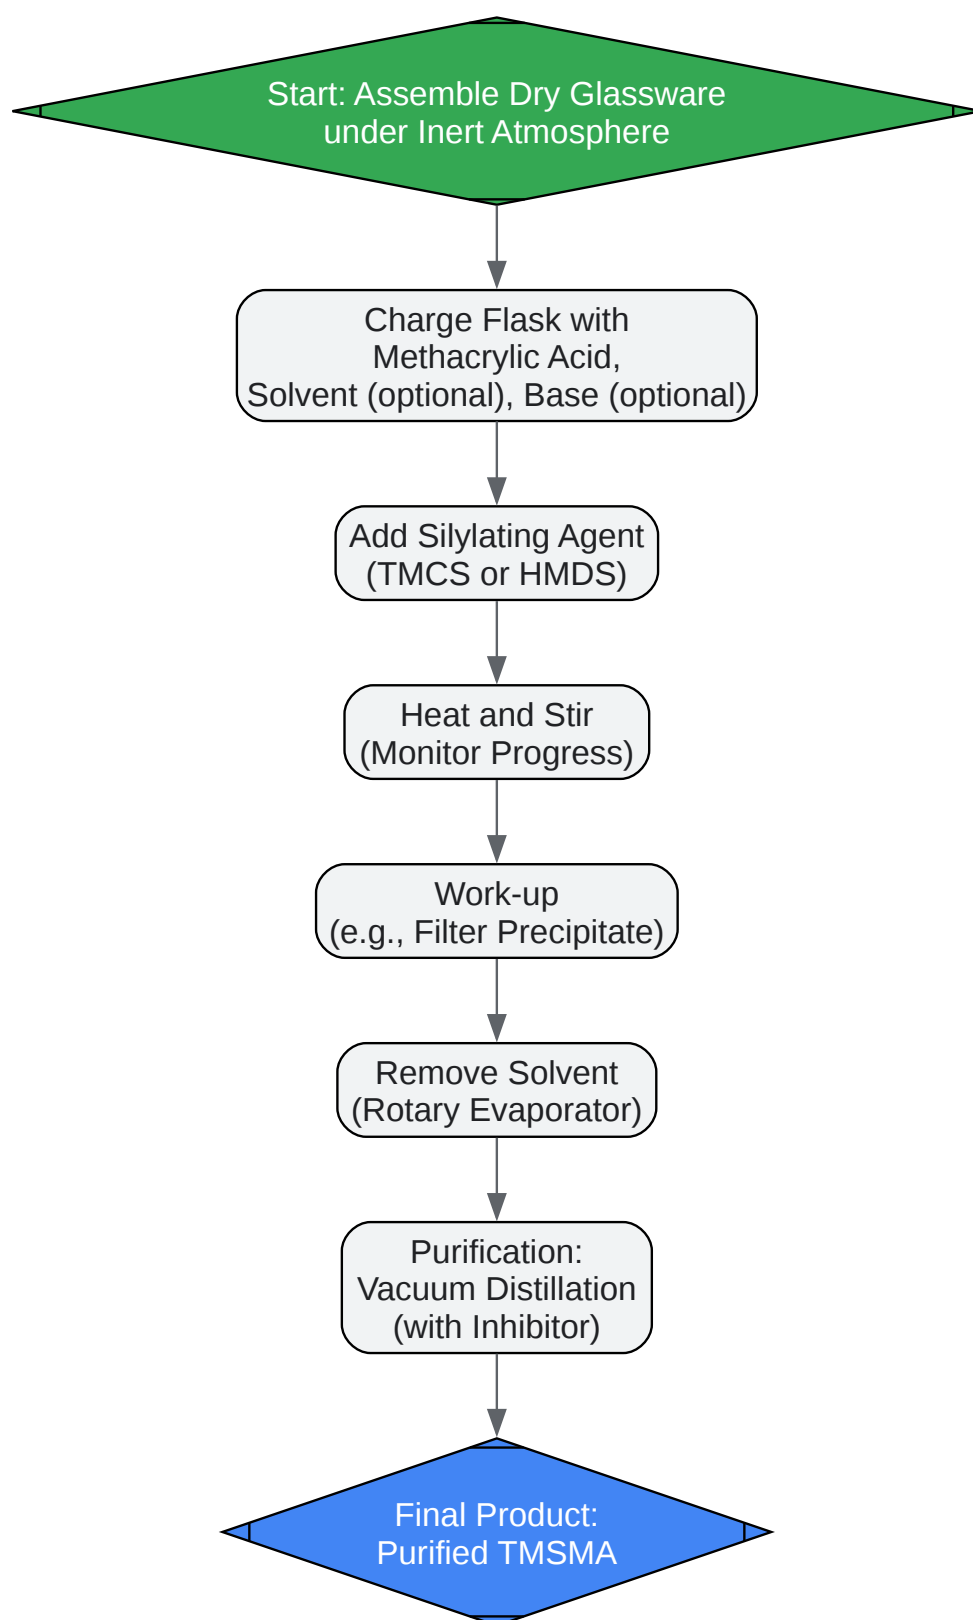 Start: Assemble Dry Glassware
under Inert Atmosphere
Charge Flask with
Methacrylic Acid,
Solvent (optional), Base (optional)
Add Silylating Agent
(TMCS or HMDS)
Heat and Stir
(Monitor Progress)
Work-up
(e.g., Filter Precipitate)
Remove Solvent
(Rotary Evaporator)
Purification:
Vacuum Distillation
(with Inhibitor)
Final Product:
Purified TMSMA